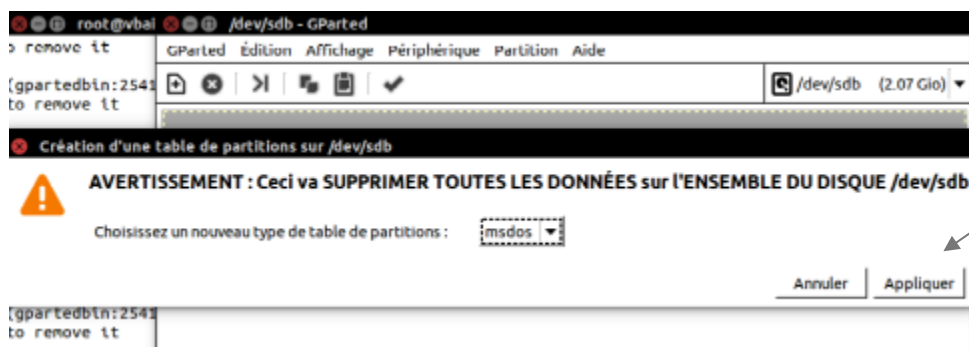 root@vbai
/dev/sdb - GParted
o remove it
GParted Édition Affichage Périphérique Partition Aide
(gpartedbin:2541
to remove it
/dev/sdb (2.07 Gio)
Création d'une table de partitions sur /dev/sdb
AVERTISSEMENT : Ceci va SUPPRIMER TOUTES LES DONNÉES sur l'ENSEMBLE DU DISQUE /dev/sdb
Choisissez un nouveau type de table de partitions :
msdos
Annuler
Appliquer
(gpartedbin:2541
to remove it